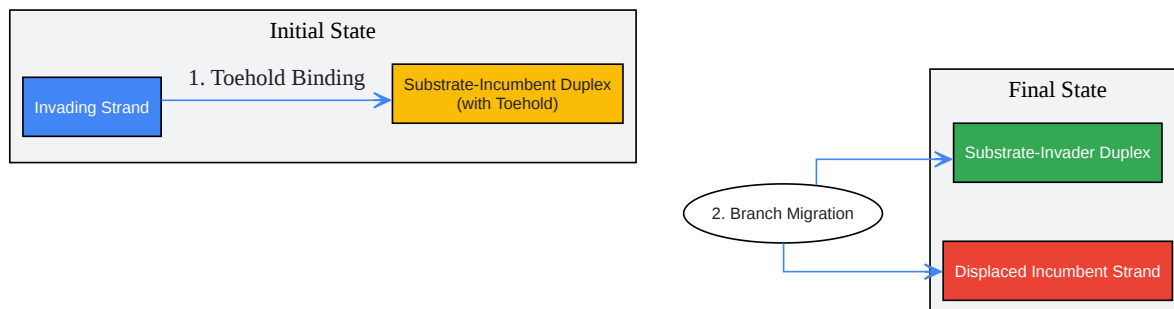 Initial State
1. Toehold Binding
Invading Strand
Substrate-Incumbent Duplex
(with Toehold)
Final State
Substrate-Invader Duplex
2. Branch Migration
Displaced Incumbent Strand